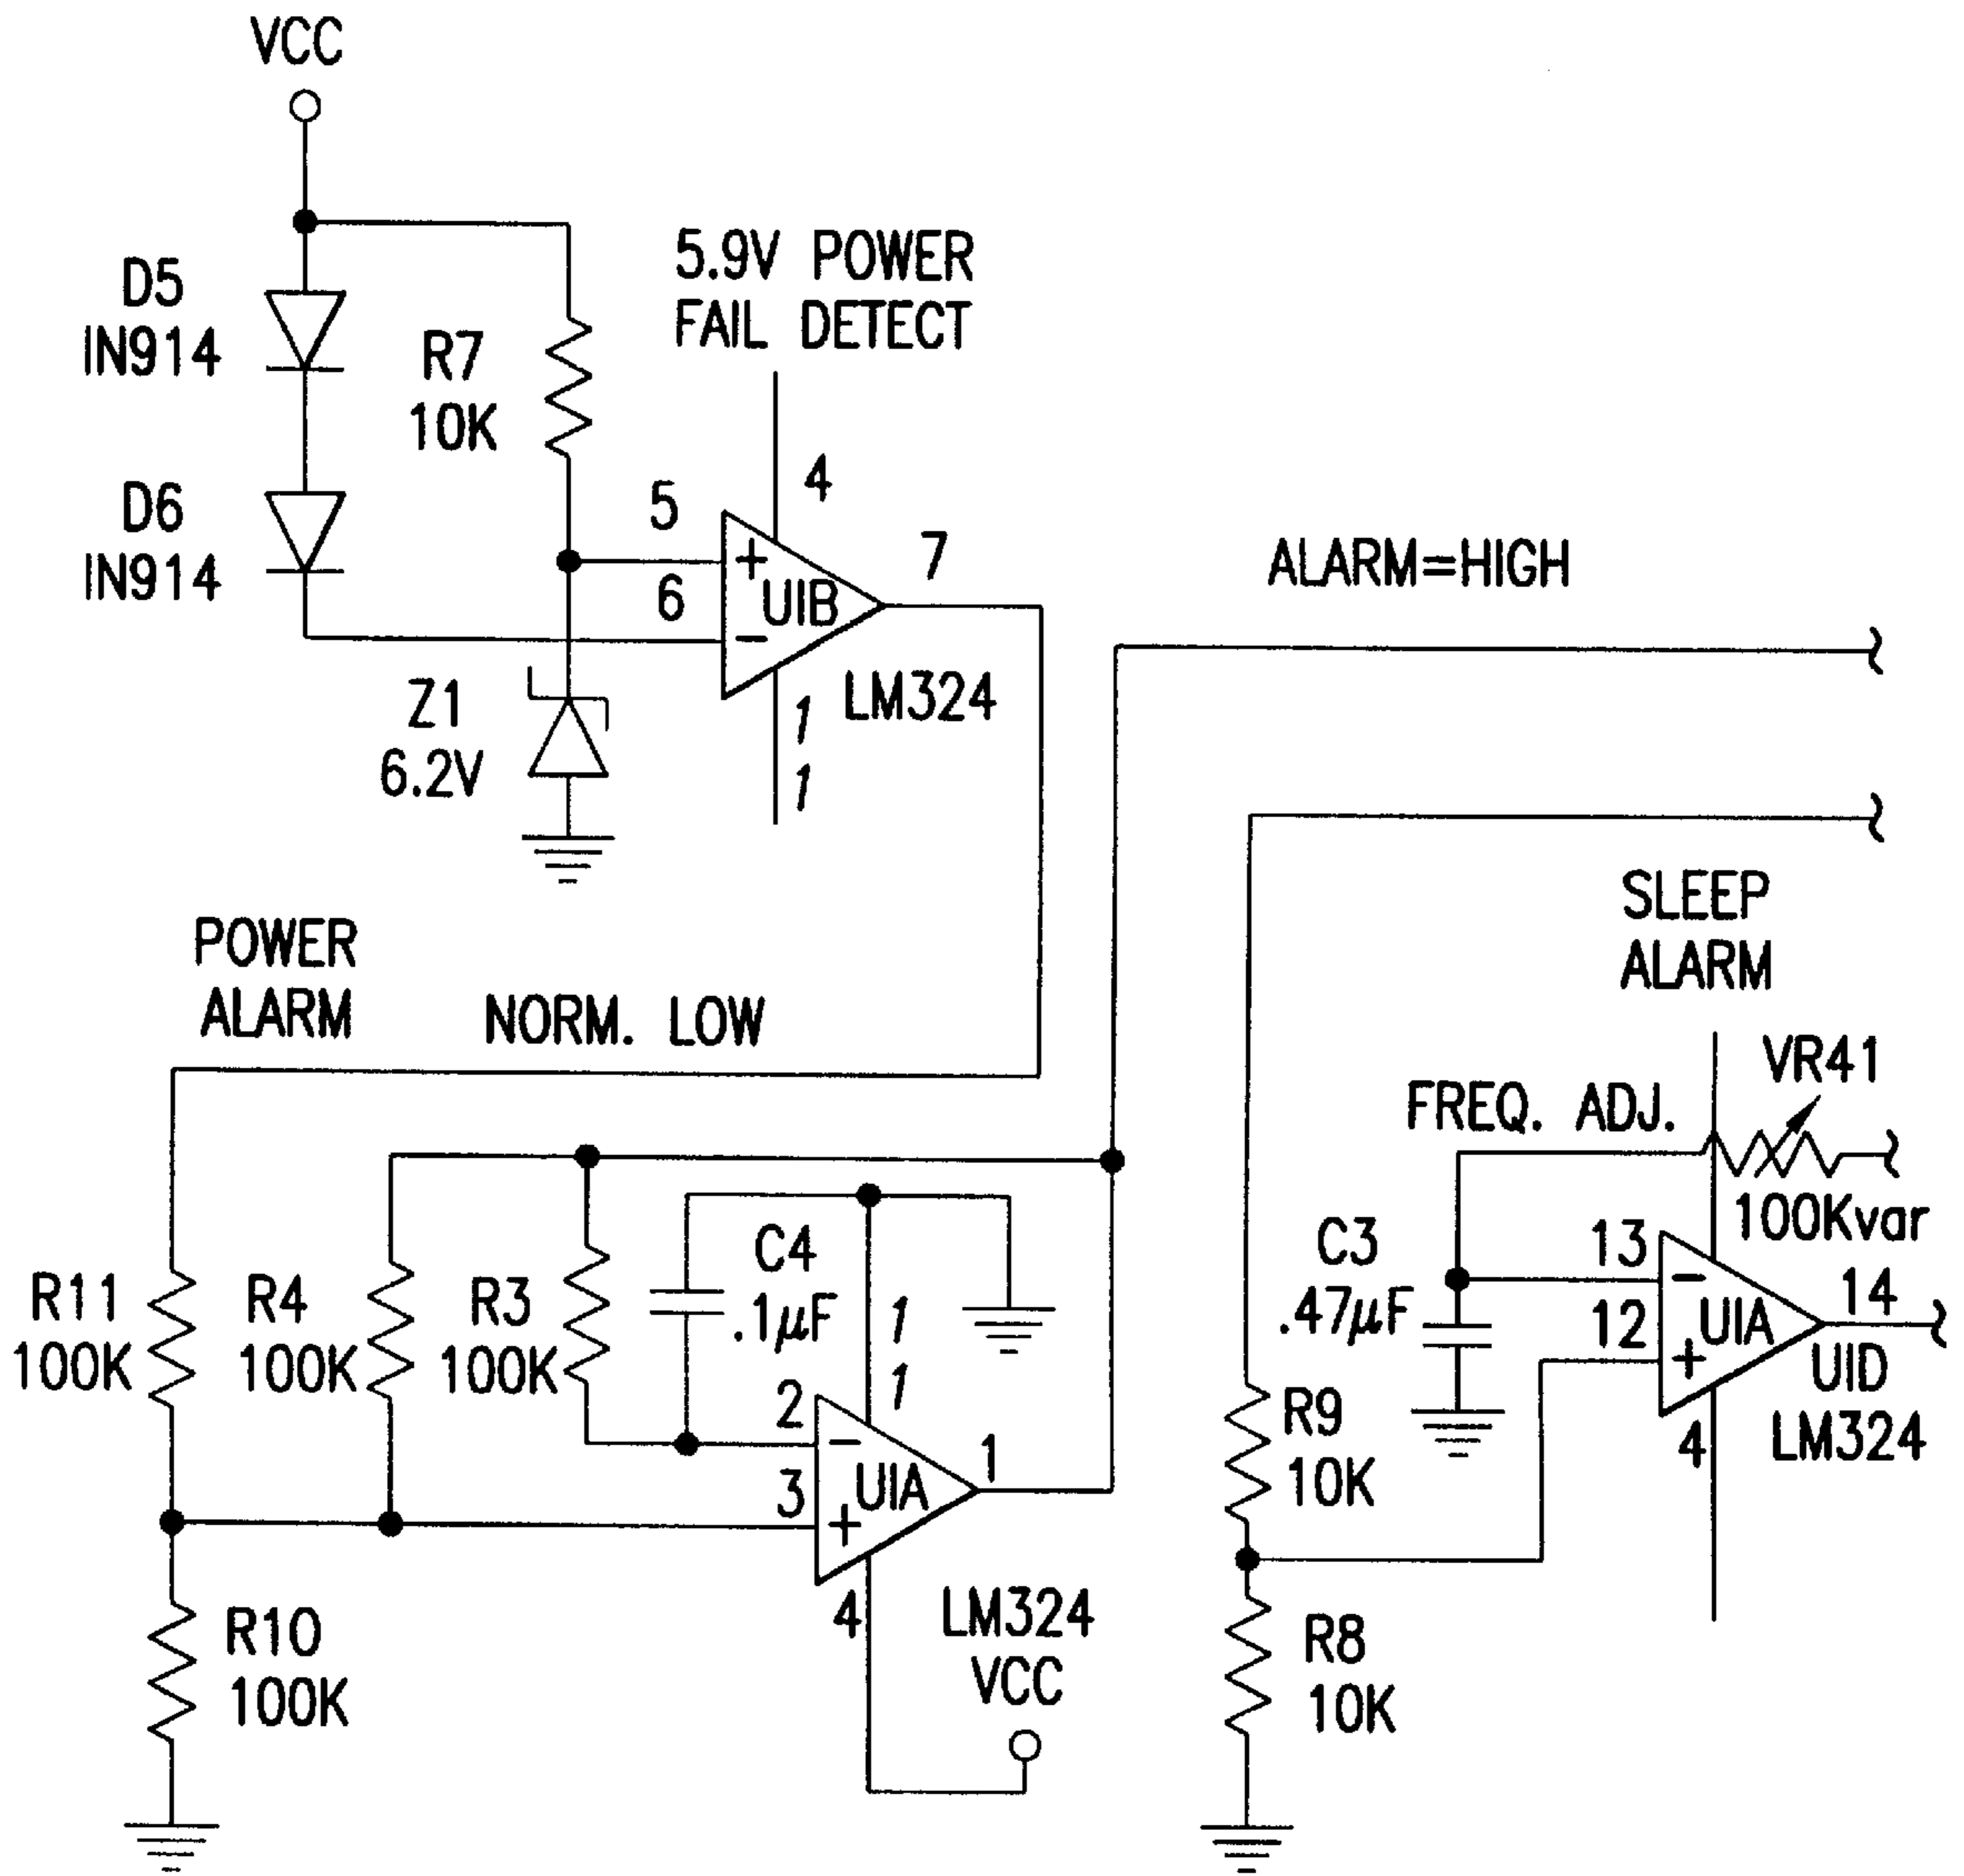 VCC
D5
IN914
R7
10K
5.9V POWER
FAIL DETECT
D6
IN914
5
6
4
+
UIB
−
7
LM324
1
1
Z1
6.2V
ALARM=HIGH
POWER
ALARM
NORM. LOW
SLEEP
ALARM
VR41
FREQ. ADJ.
100Kvar
R11
100K
R4
100K
R3
100K
C4
.1μF
1
1
2
3
−
UIA
+
1
4
LM324
VCC
R10
100K
C3
.47μF
13
12
−
UIA
+
14
UID
LM324
4
R9
10K
R8
10K